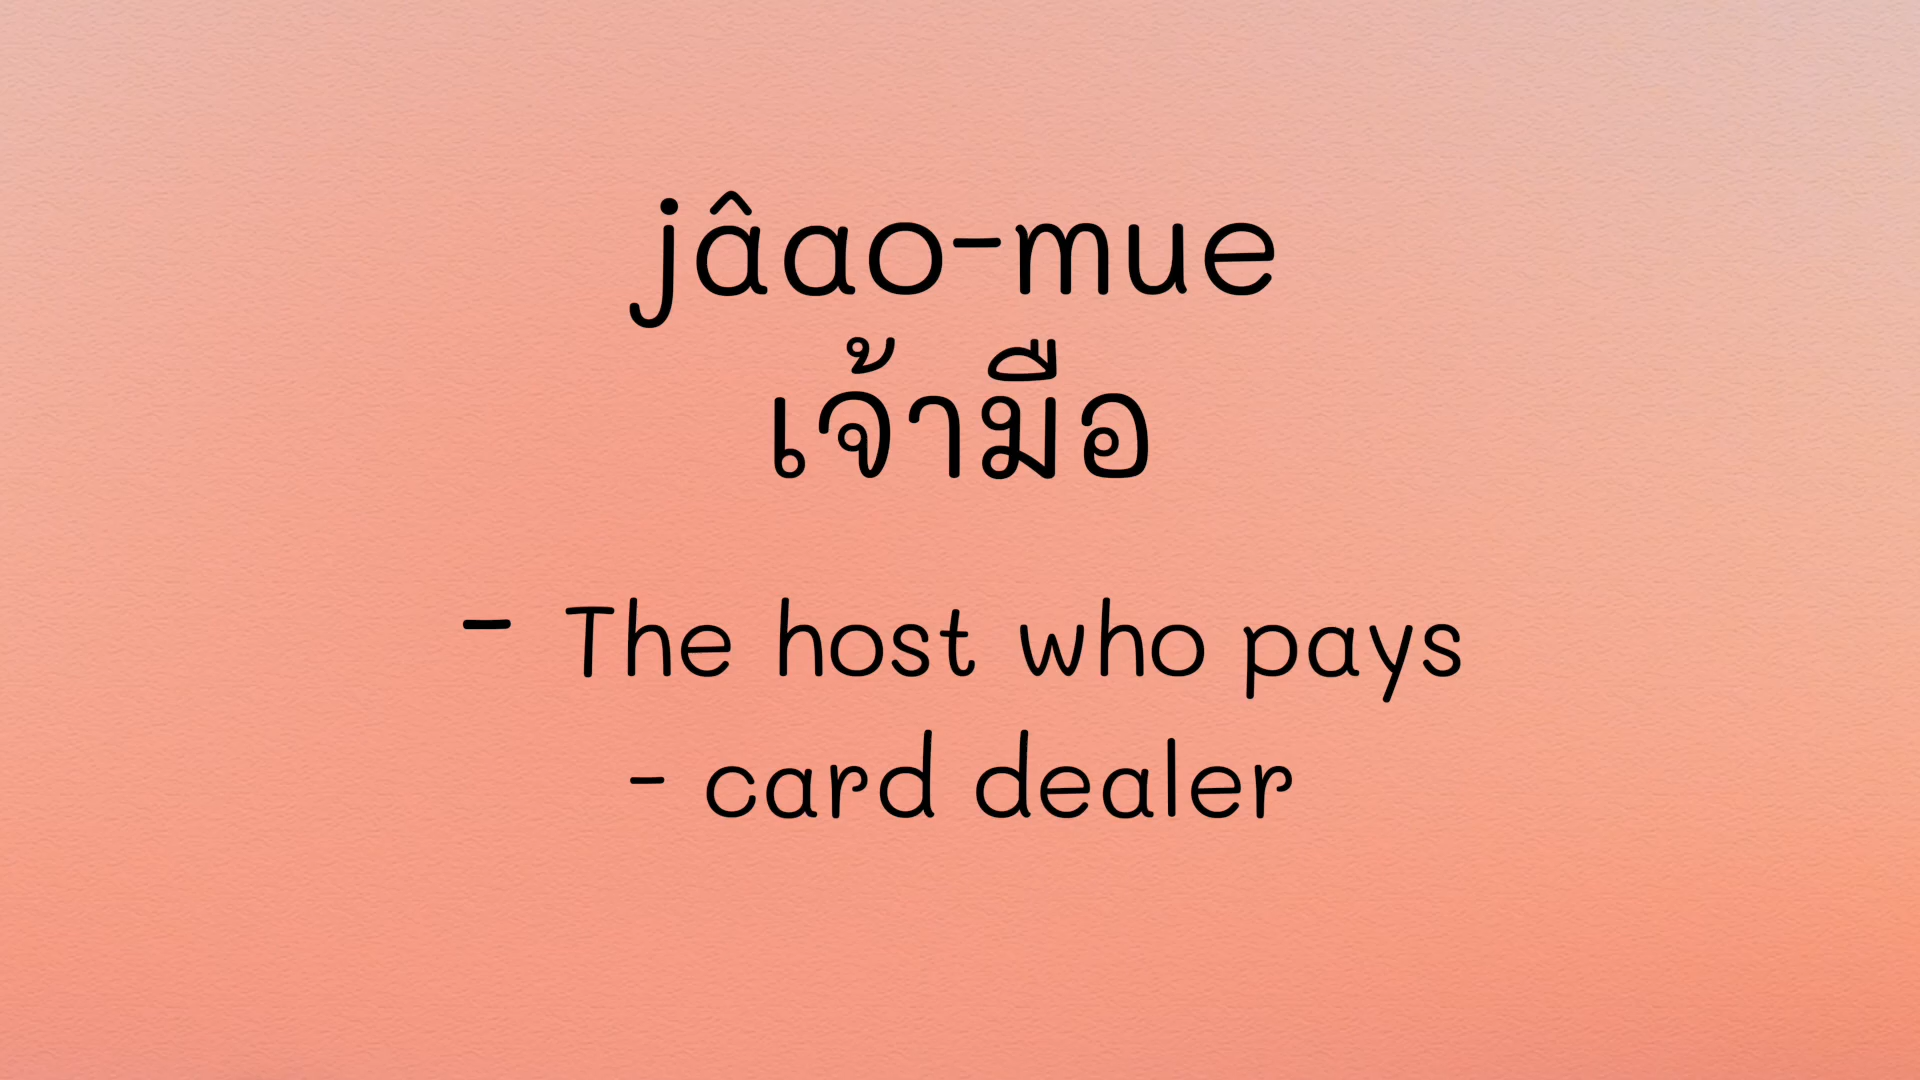 jâao-mue
เจ้ามือ
- The host who pays
- card dealer